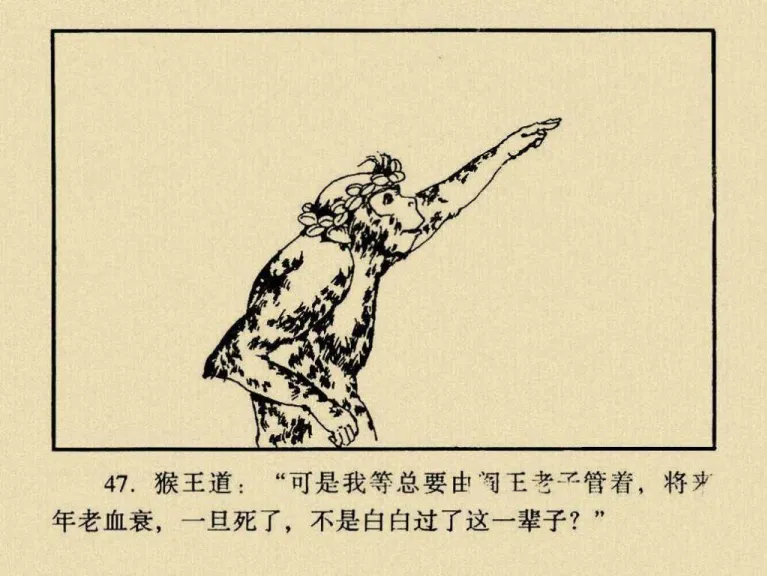 47. 猴王道：“可是我等总要由阎王老子管着，将来
年老血衰，一旦死了，不是白白过了这一辈子？”